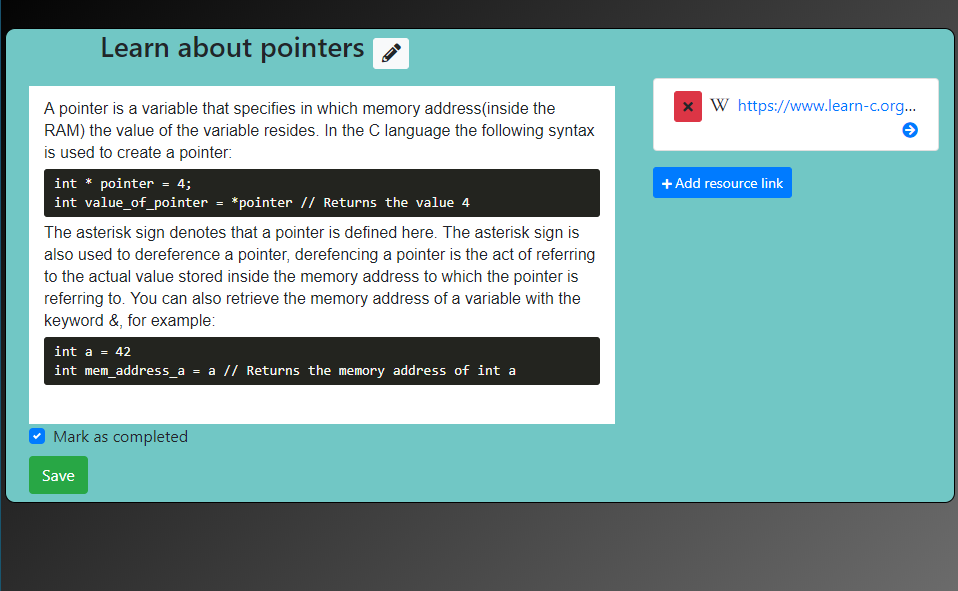 Learn about pointers
A pointer is a variable that specifies in which memory address(inside the
RAM) the value of the variable resides. In the C language the following syntax
is used to create a pointer:
int * pointer = 4;
int value_of_pointer = *pointer // Returns the value 4
The asterisk sign denotes that a pointer is defined here. The asterisk sign is
also used to dereference a pointer, derefencing a pointer is the act of referring
to the actual value stored inside the memory address to which the pointer is
referring to. You can also retrieve the memory address of a variable with the
keyword &, for example:
int a = 42
int mem_address_a = a // Returns the memory address of int a
Mark as completed
Save
W https://www.learn-c.org...
Add resource link